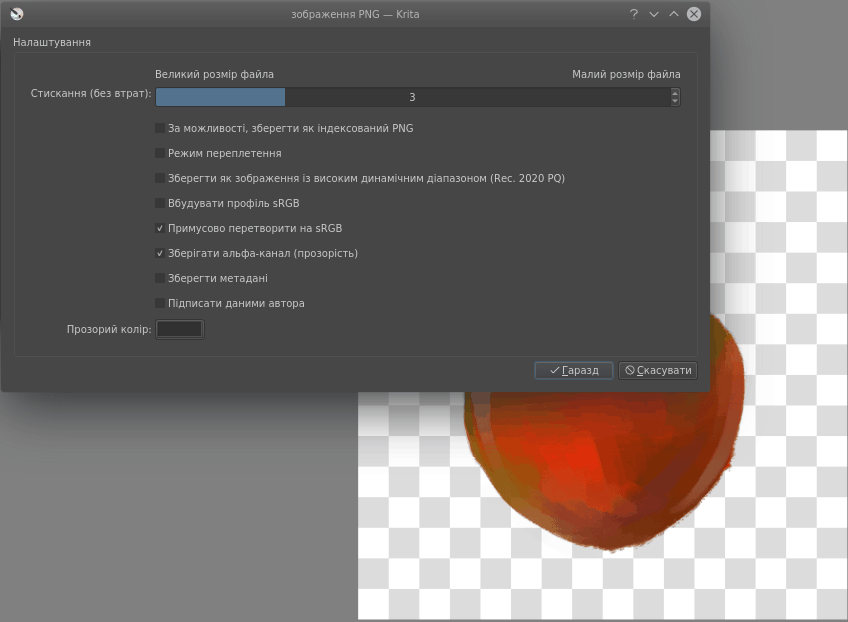 зображення PNG — Krita
Налаштування
Великий розмір файла Малий розмір файла
Стискання (без втрат): 3
За можливості, зберегти як індексований PNG
Режим переплетення
Зберегти як зображення із високим динамічним діапазоном (Rec. 2020 PQ)
Вбудувати профіль sRGB
Примусово перетворити на sRGB
Зберігати альфа-канал (прозорість)
Зберегти метадані
Підписати даними автора
Прозорий колір:
Гаразд Скасувати